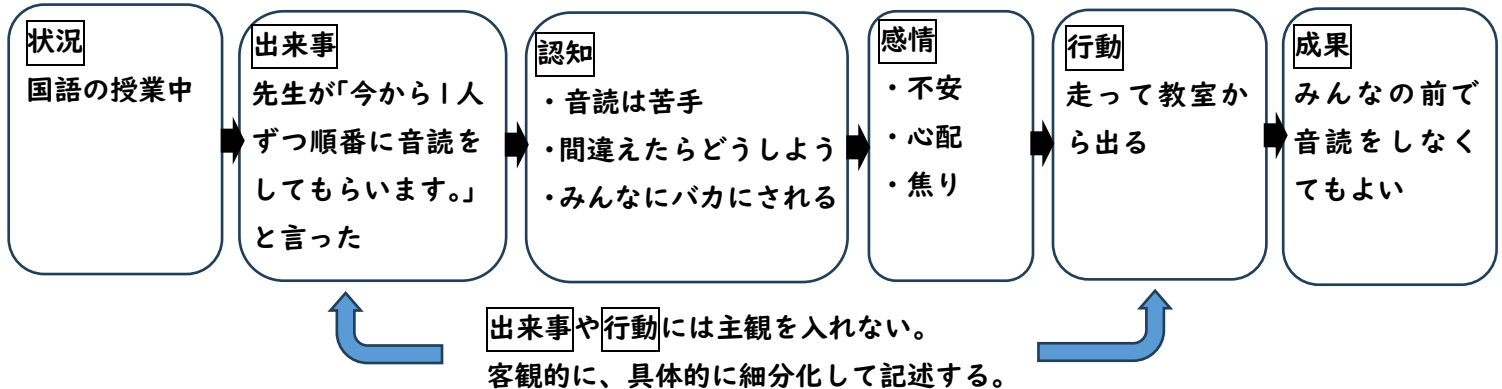 状況
国語の授業中
出来事
先生が「今から1人
ずつ順番に音読を
してもらいます。」
と言った
認知
・音読は苦手
・間違えたらどうしよう
・みんなにバカにされる
感情
・不安
・心配
・焦り
行動
走って教室か
ら出る
成果
みんなの前で
音読をしなく
てもよい
出来事や行動には主観を入れない。
客観的に、具体的に細分化して記述する。